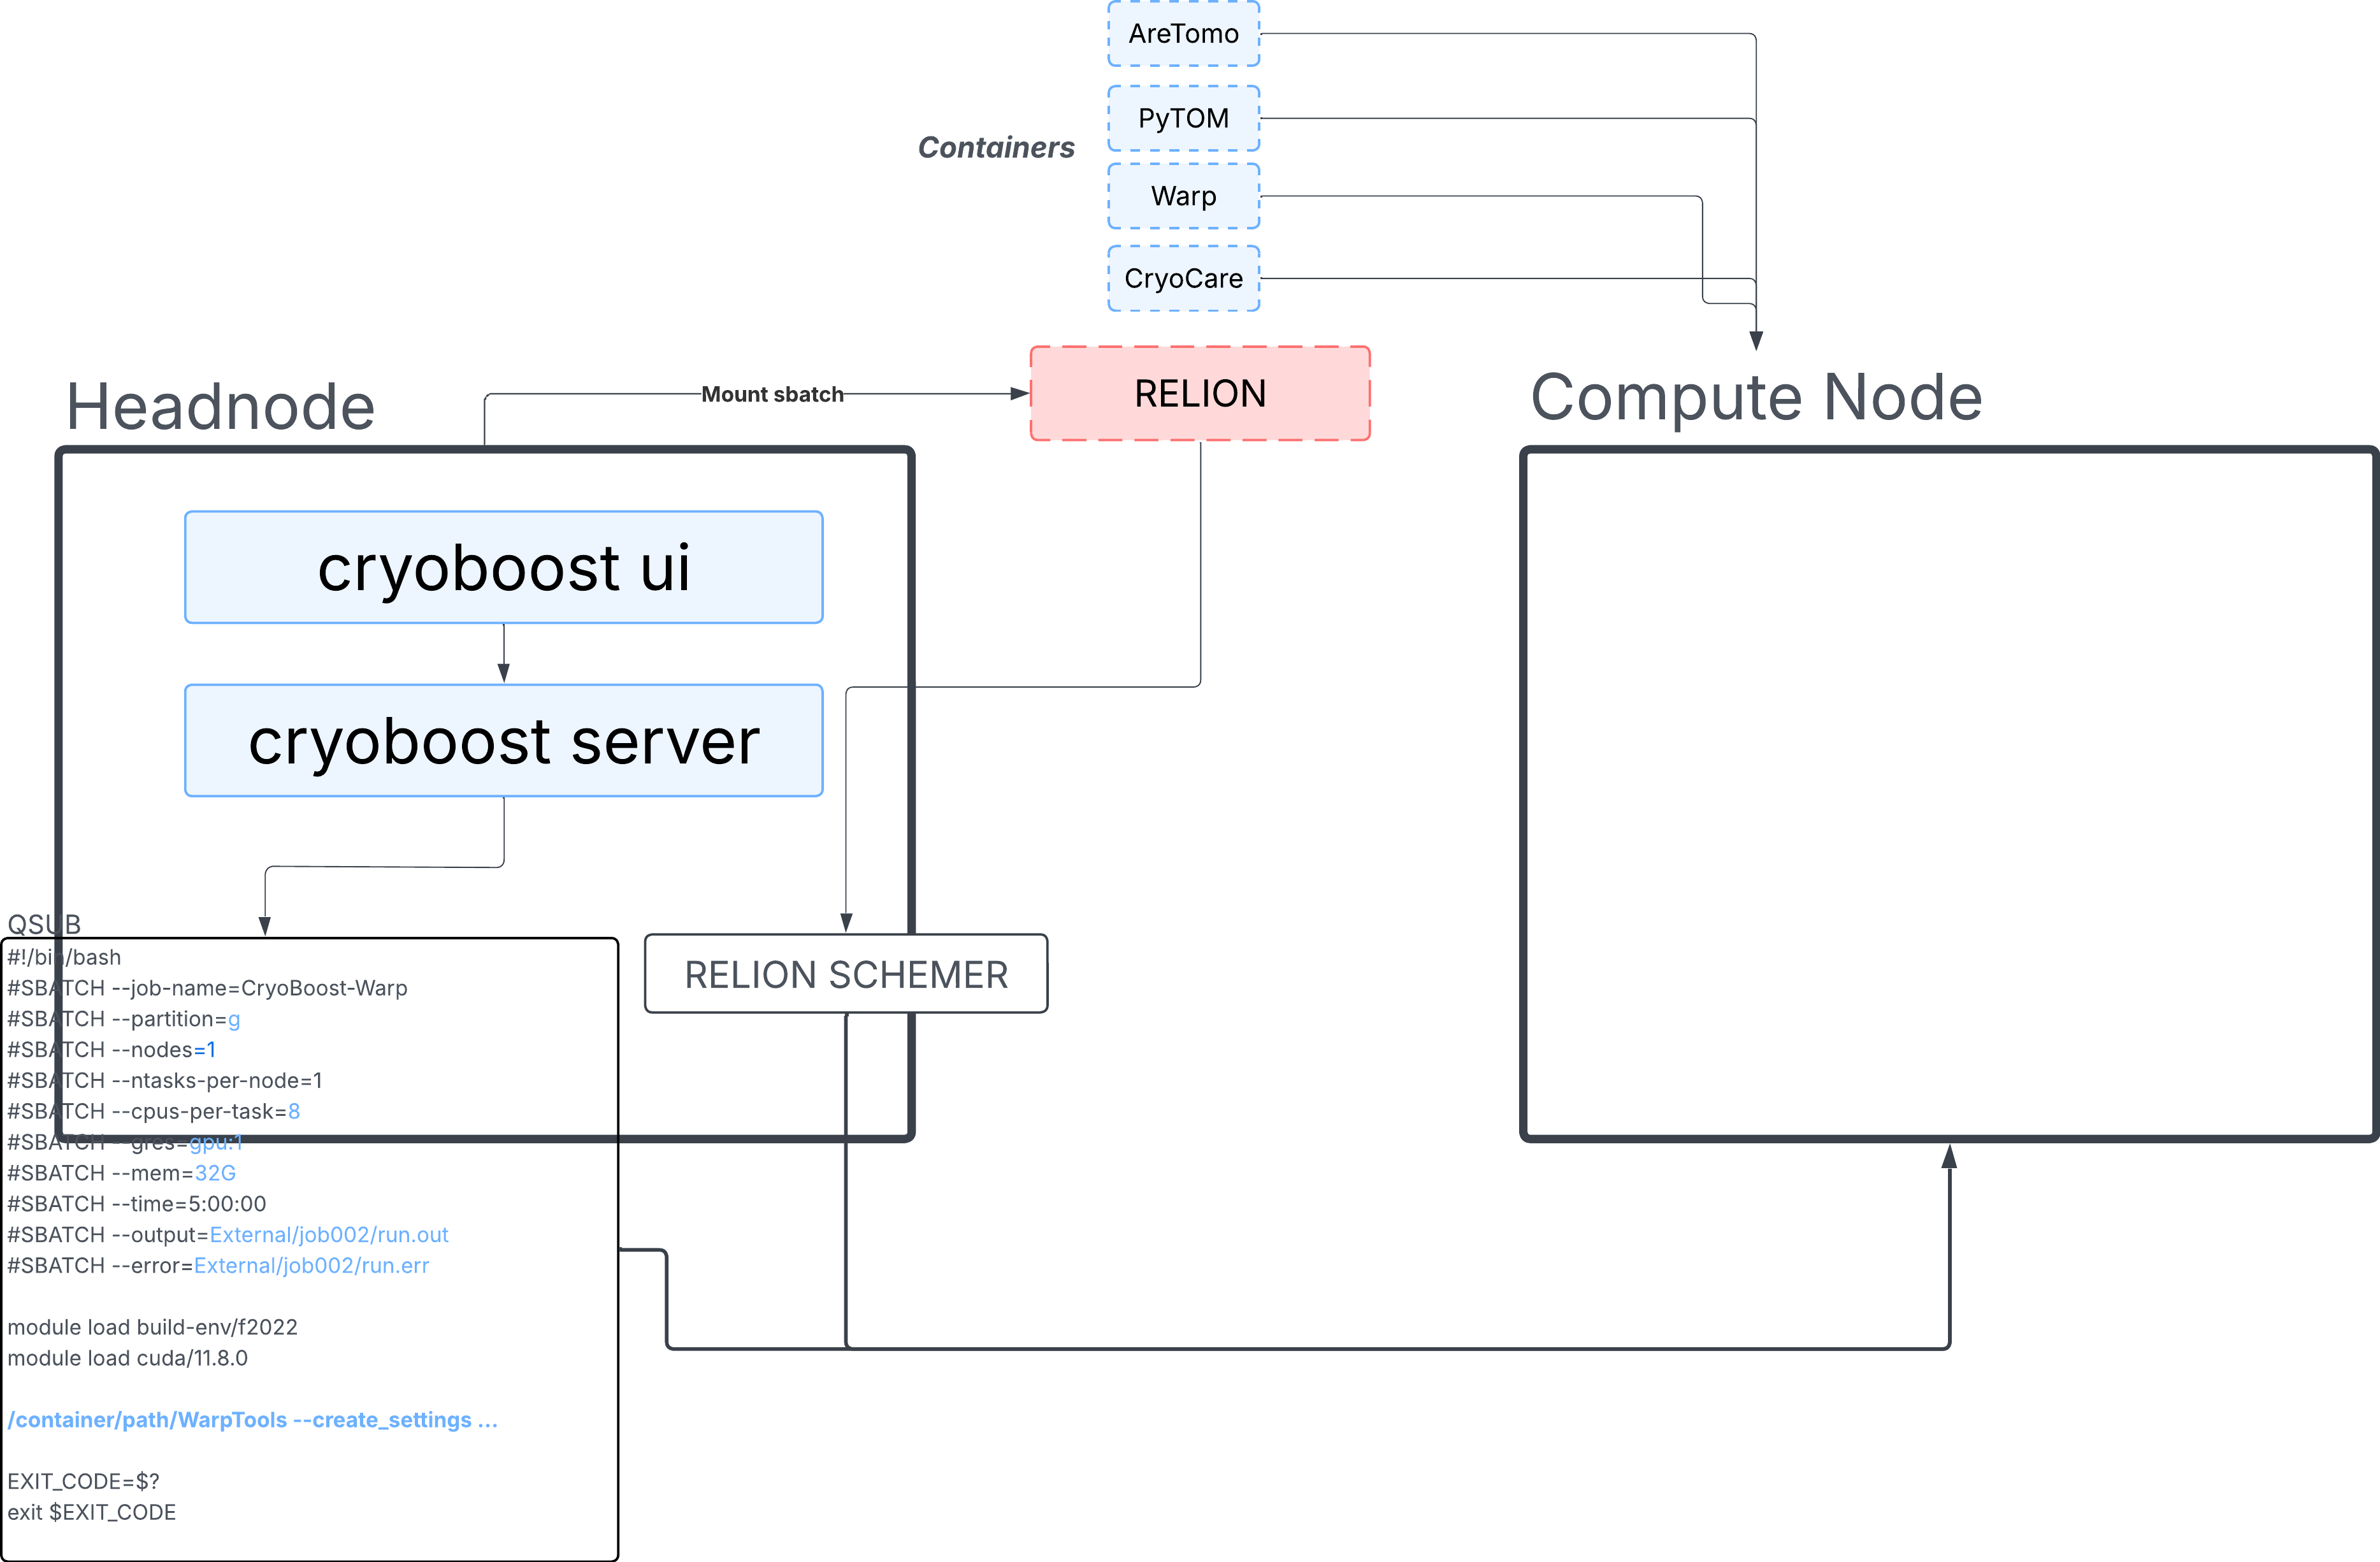 AreTomo
PyTOM
Containers
Warp
CryoCare
Headnode
Mount sbatch
RELION
Compute Node
cryoboost ui
cryoboost server
QSUB
#!/bin/bash
#SBATCH --job-name=CryoBoost-Warp
#SBATCH --partition=g
#SBATCH --nodes=1
#SBATCH --ntasks-per-node=1
#SBATCH --cpus-per-task=8
#SBATCH --gres=gpu:1
#SBATCH --mem=32G
#SBATCH --time=5:00:00
#SBATCH --output=External/job002/run.out
#SBATCH --error=External/job002/run.err
module load build-env/f2022
module load cuda/11.8.0
/container/path/WarpTools --create_settings ...
EXIT_CODE=$?
exit $EXIT_CODE
RELION SCHEMER